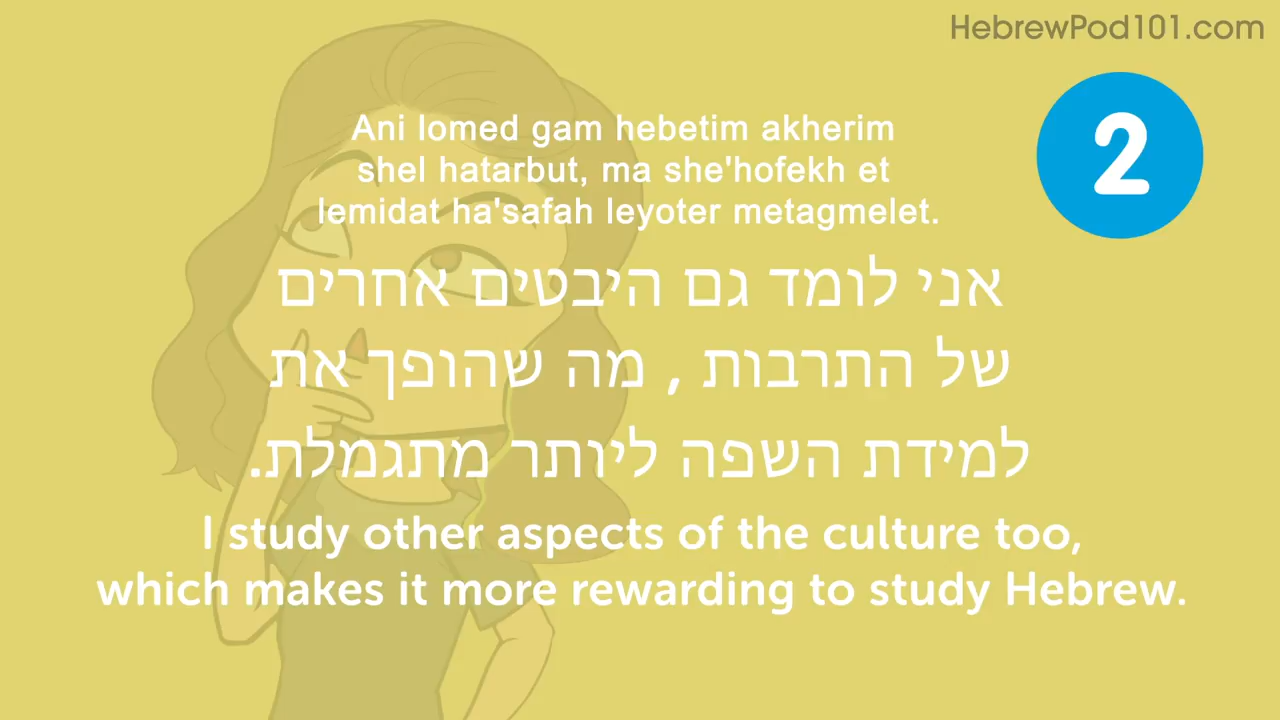 HebrewPod101.com
2
Ani lomed gam hebetim akherim
shel hatarbut, ma she'hofekh et
lemidat ha'safah leyoter metagmelet.
אני לומד גם היבטים אחרים
של התרבות , מה שהופך את
למידת השפה ליותר מתגמלת.
I study other aspects of the culture too,
which makes it more rewarding to study Hebrew.